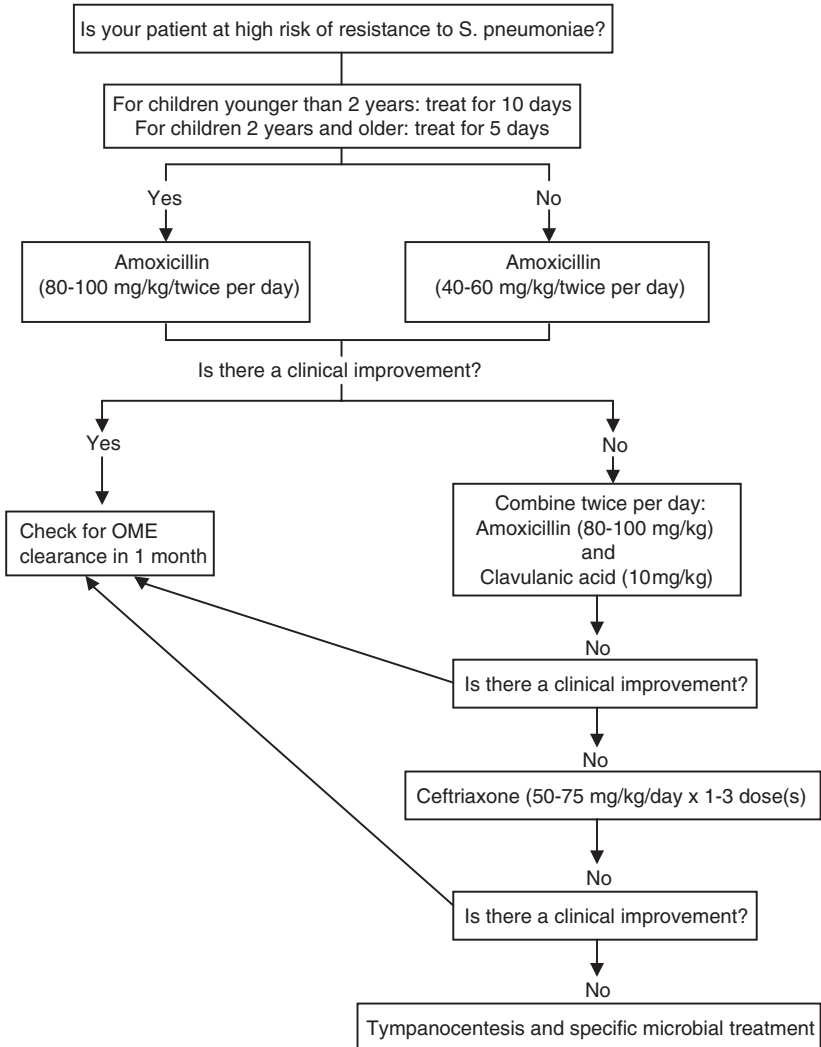 Is your patient at high risk of resistance to S. pneumoniae?
For children younger than 2 years: treat for 10 days
For children 2 years and older: treat for 5 days
Yes
No
Amoxicillin
(80-100 mg/kg/twice per day)
Amoxicillin
(40-60 mg/kg/twice per day)
Is there a clinical improvement?
Yes
No
Check for OME
clearance in 1 month
Combine twice per day:
Amoxicillin (80-100 mg/kg)
and
Clavulanic acid (10mg/kg)
No
Is there a clinical improvement?
No
Ceftriaxone (50-75 mg/kg/day x 1-3 dose(s)
No
Is there a clinical improvement?
No
Tympanocentesis and specific microbial treatment